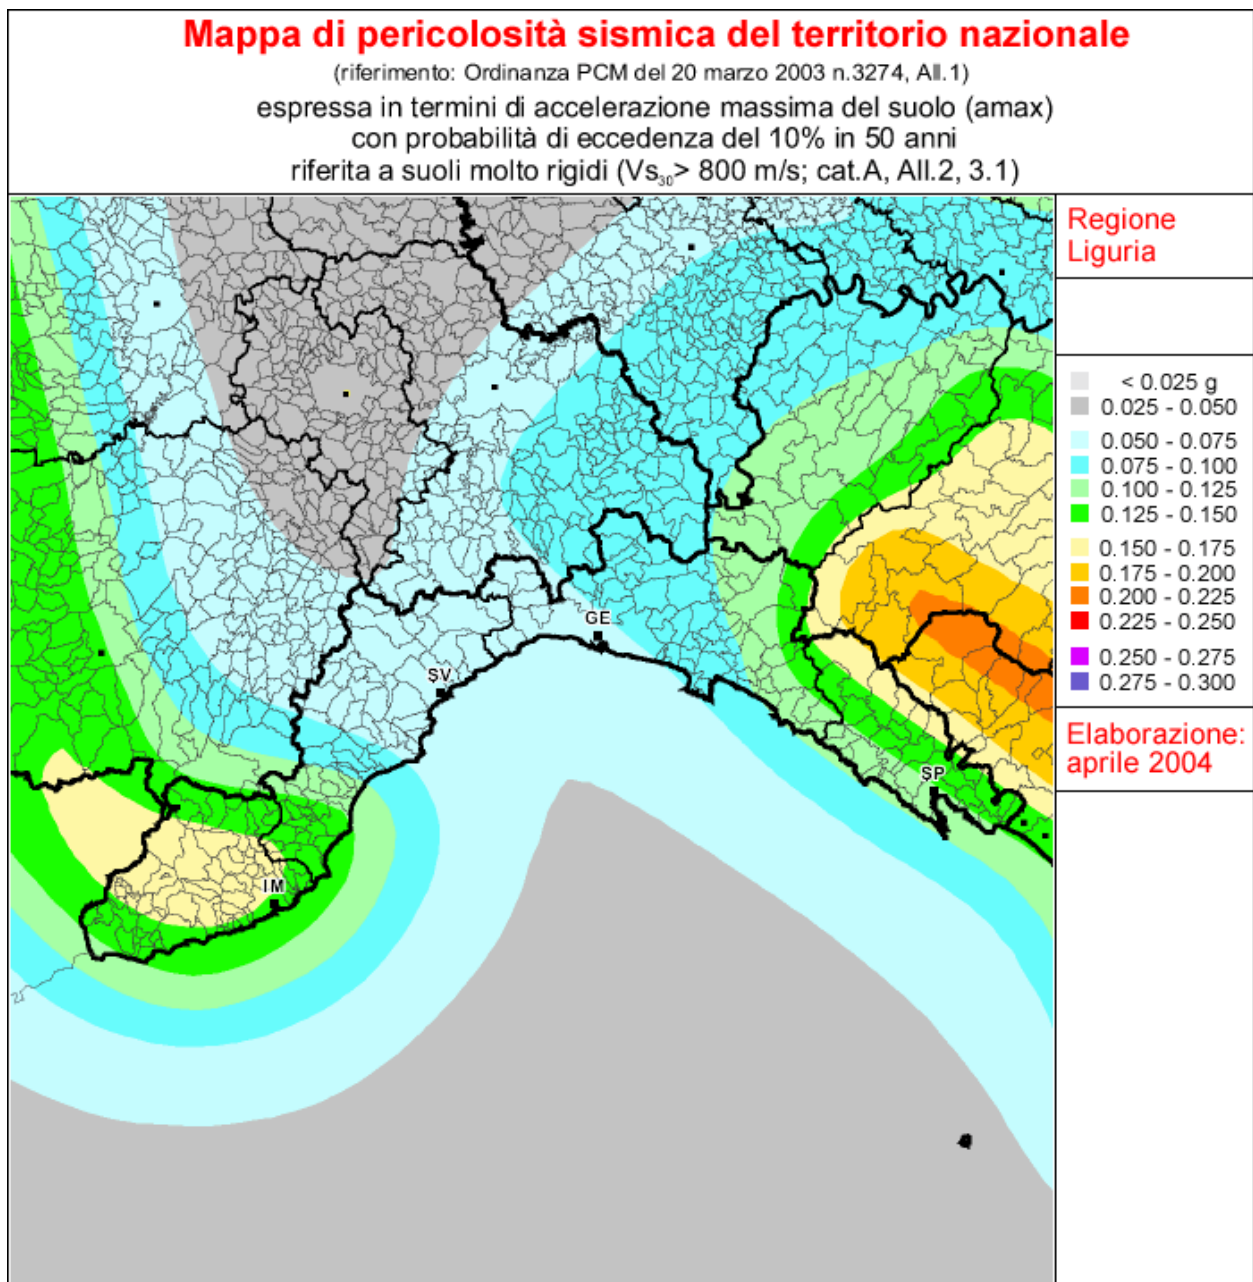 Mappa di pericolosità sismica del territorio nazionale
(riferimento: Ordinanza PCM del 20 marzo 2003 n.3274, All.1)
espressa in termini di accelerazione massima del suolo (amax)
con probabilità di eccedenza del 10% in 50 anni
riferita a suoli molto rigidi (Vs₃₀> 800 m/s; cat.A, All.2, 3.1)
Regione
Liguria
< 0.025 g
0.025 - 0.050
0.050 - 0.075
0.075 - 0.100
0.100 - 0.125
0.125 - 0.150
0.150 - 0.175
0.175 - 0.200
0.200 - 0.225
0.225 - 0.250
0.250 - 0.275
0.275 - 0.300
Elaborazione:
aprile 2004
GE
SV
SP
IM